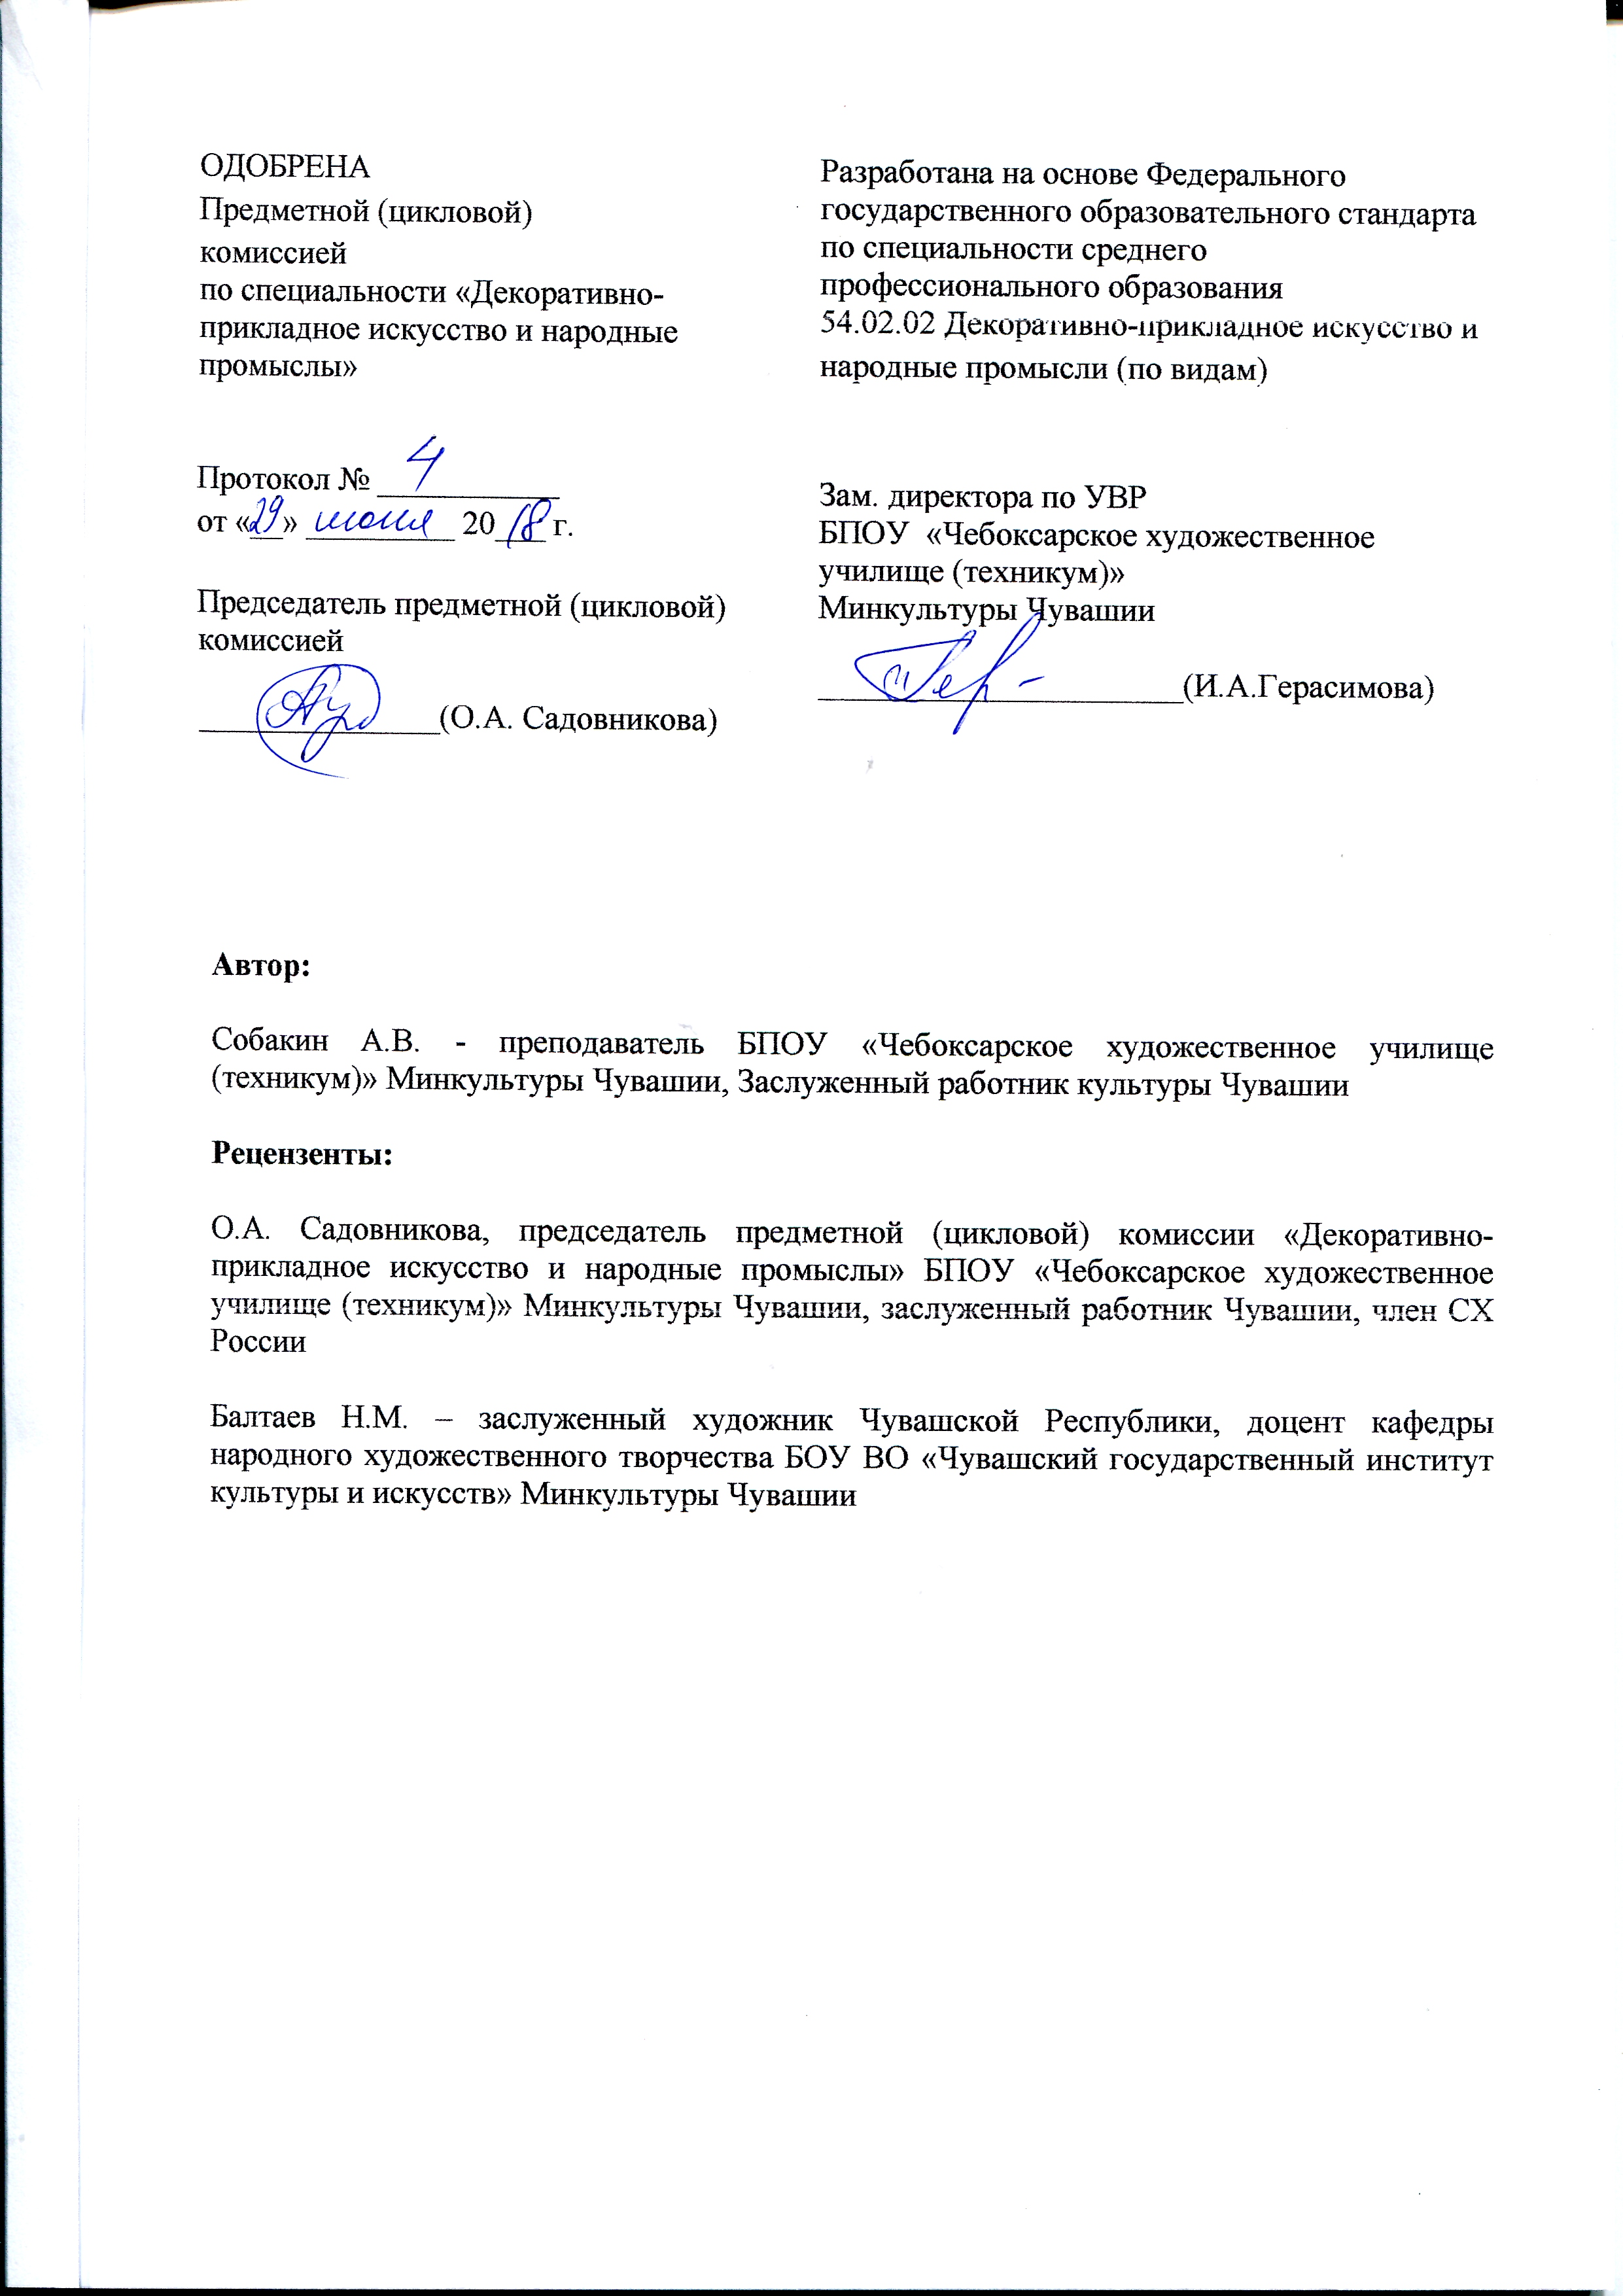 ОДОБРЕНА
Предметной (цикловой)
комиссией
по специальности «Декоративно-
прикладное искусство и народные
промыслы»
Протокол № 4
от «29» июня 2018 г.
Председатель предметной (цикловой)
комиссией
(О.А. Садовникова)
Разработана на основе Федерального
государственного образовательного стандарта
по специальности среднего
профессионального образования
54.02.02 Декоративно-прикладное искусство и
народные промысли (по видам)
Зам. директора по УВР
БПОУ «Чебоксарское художественное
училище (техникум)»
Минкультуры Чувашии
(И.А.Герасимова)
Автор:
Собакин А.В. - преподаватель БПОУ «Чебоксарское художественное училище
(техникум)» Минкультуры Чувашии, Заслуженный работник культуры Чувашии
Рецензенты:
О.А. Садовникова, председатель предметной (цикловой) комиссии «Декоративно-
прикладное искусство и народные промыслы» БПОУ «Чебоксарское художественное
училище (техникум)» Минкультуры Чувашии, заслуженный работник Чувашии, член СХ
России
Балтаев Н.М. – заслуженный художник Чувашской Республики, доцент кафедры
народного художественного творчества БОУ ВО «Чувашский государственный институт
культуры и искусств» Минкультуры Чувашии